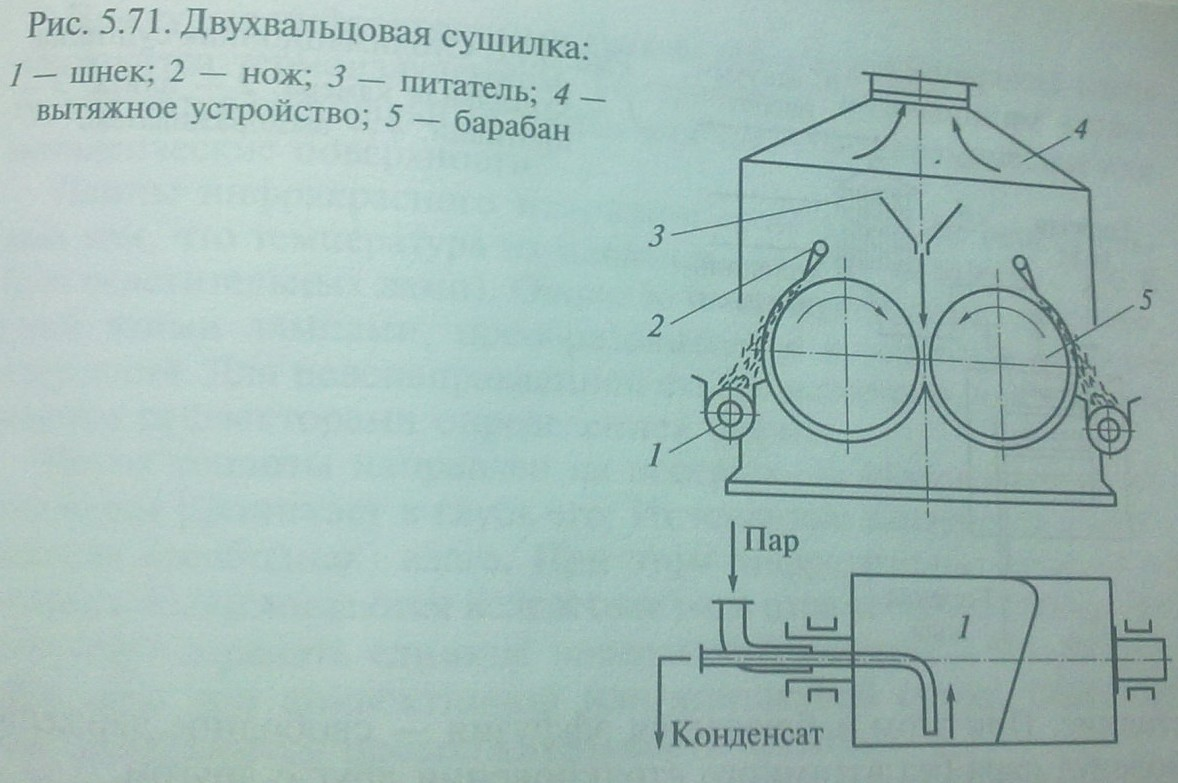 Рис. 5.71. Двухвальцовая сушилка:
1 — шнек; 2 — нож; 3 — питатель; 4 —
вытяжное устройство; 5 — барабан
4
3
2
5
1
Пар
1
Конденсат